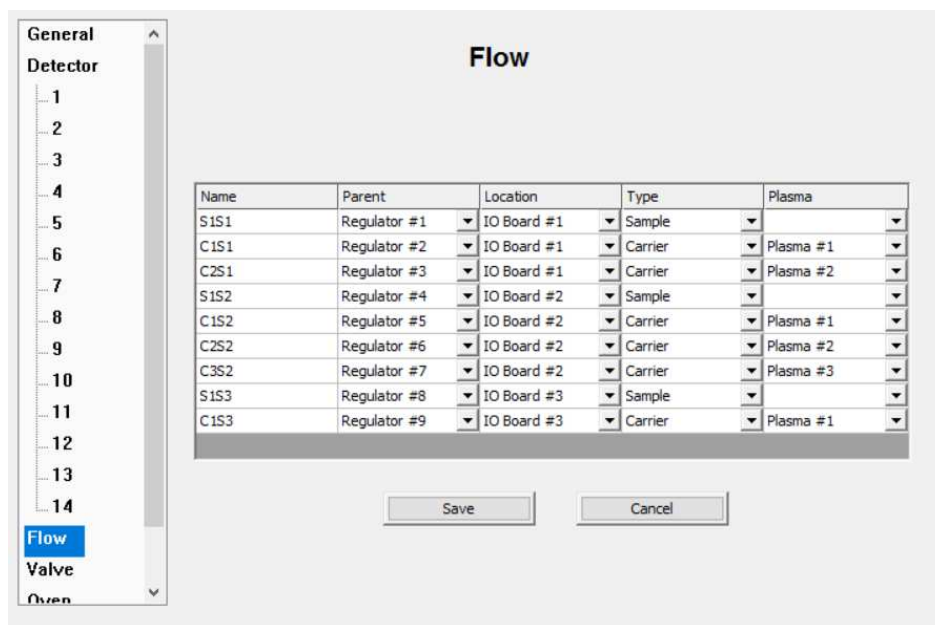 General
Detector
1
2
3
4
5
6
7
8
9
10
11
12
13
14
Flow
Valve
Oven
Flow
Name Parent Location Type Plasma
S1S1 Regulator #1 IO Board #1 Sample
C1S1 Regulator #2 IO Board #1 Carrier Plasma #1
C2S1 Regulator #3 IO Board #1 Carrier Plasma #2
S1S2 Regulator #4 IO Board #2 Sample
C1S2 Regulator #5 IO Board #2 Carrier Plasma #1
C2S2 Regulator #6 IO Board #2 Carrier Plasma #2
C3S2 Regulator #7 IO Board #2 Carrier Plasma #3
S1S3 Regulator #8 IO Board #3 Sample
C1S3 Regulator #9 IO Board #3 Carrier Plasma #1
Save Cancel